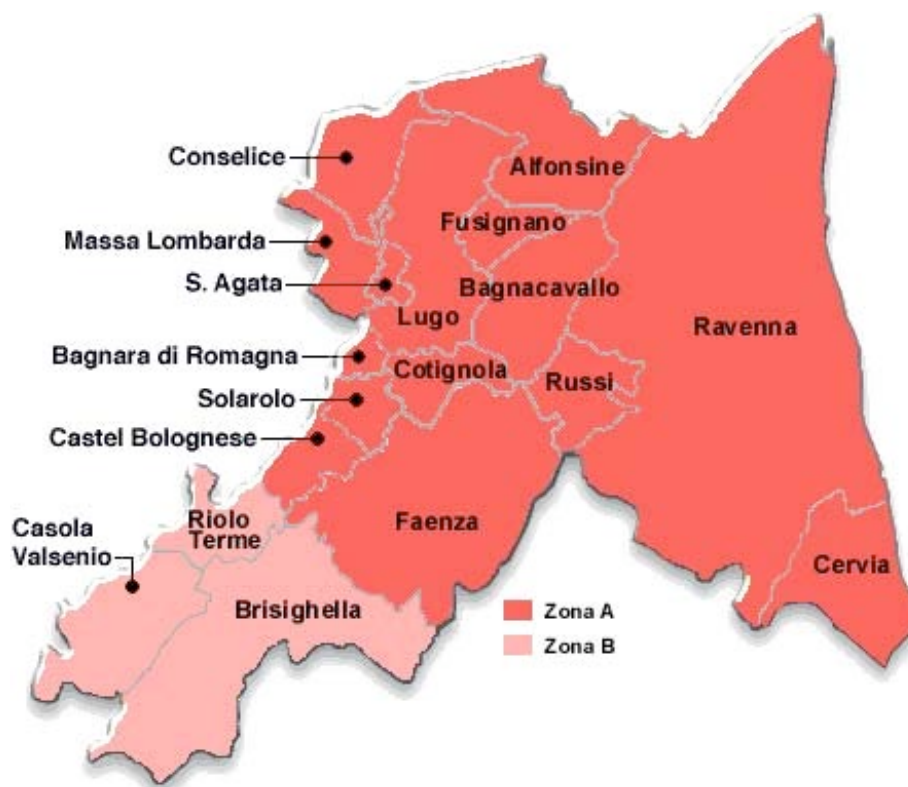 Conselice
Alfonsine
Fusignano
Massa Lombarda
S. Agata
Bagnacavallo
Lugo
Ravenna
Bagnara di Romagna
Cotignola
Russi
Solarolo
Castel Bolognese
Riolo
Terme
Faenza
Casola
Valsenio
Cervia
Brisighella
Zona A
Zona B